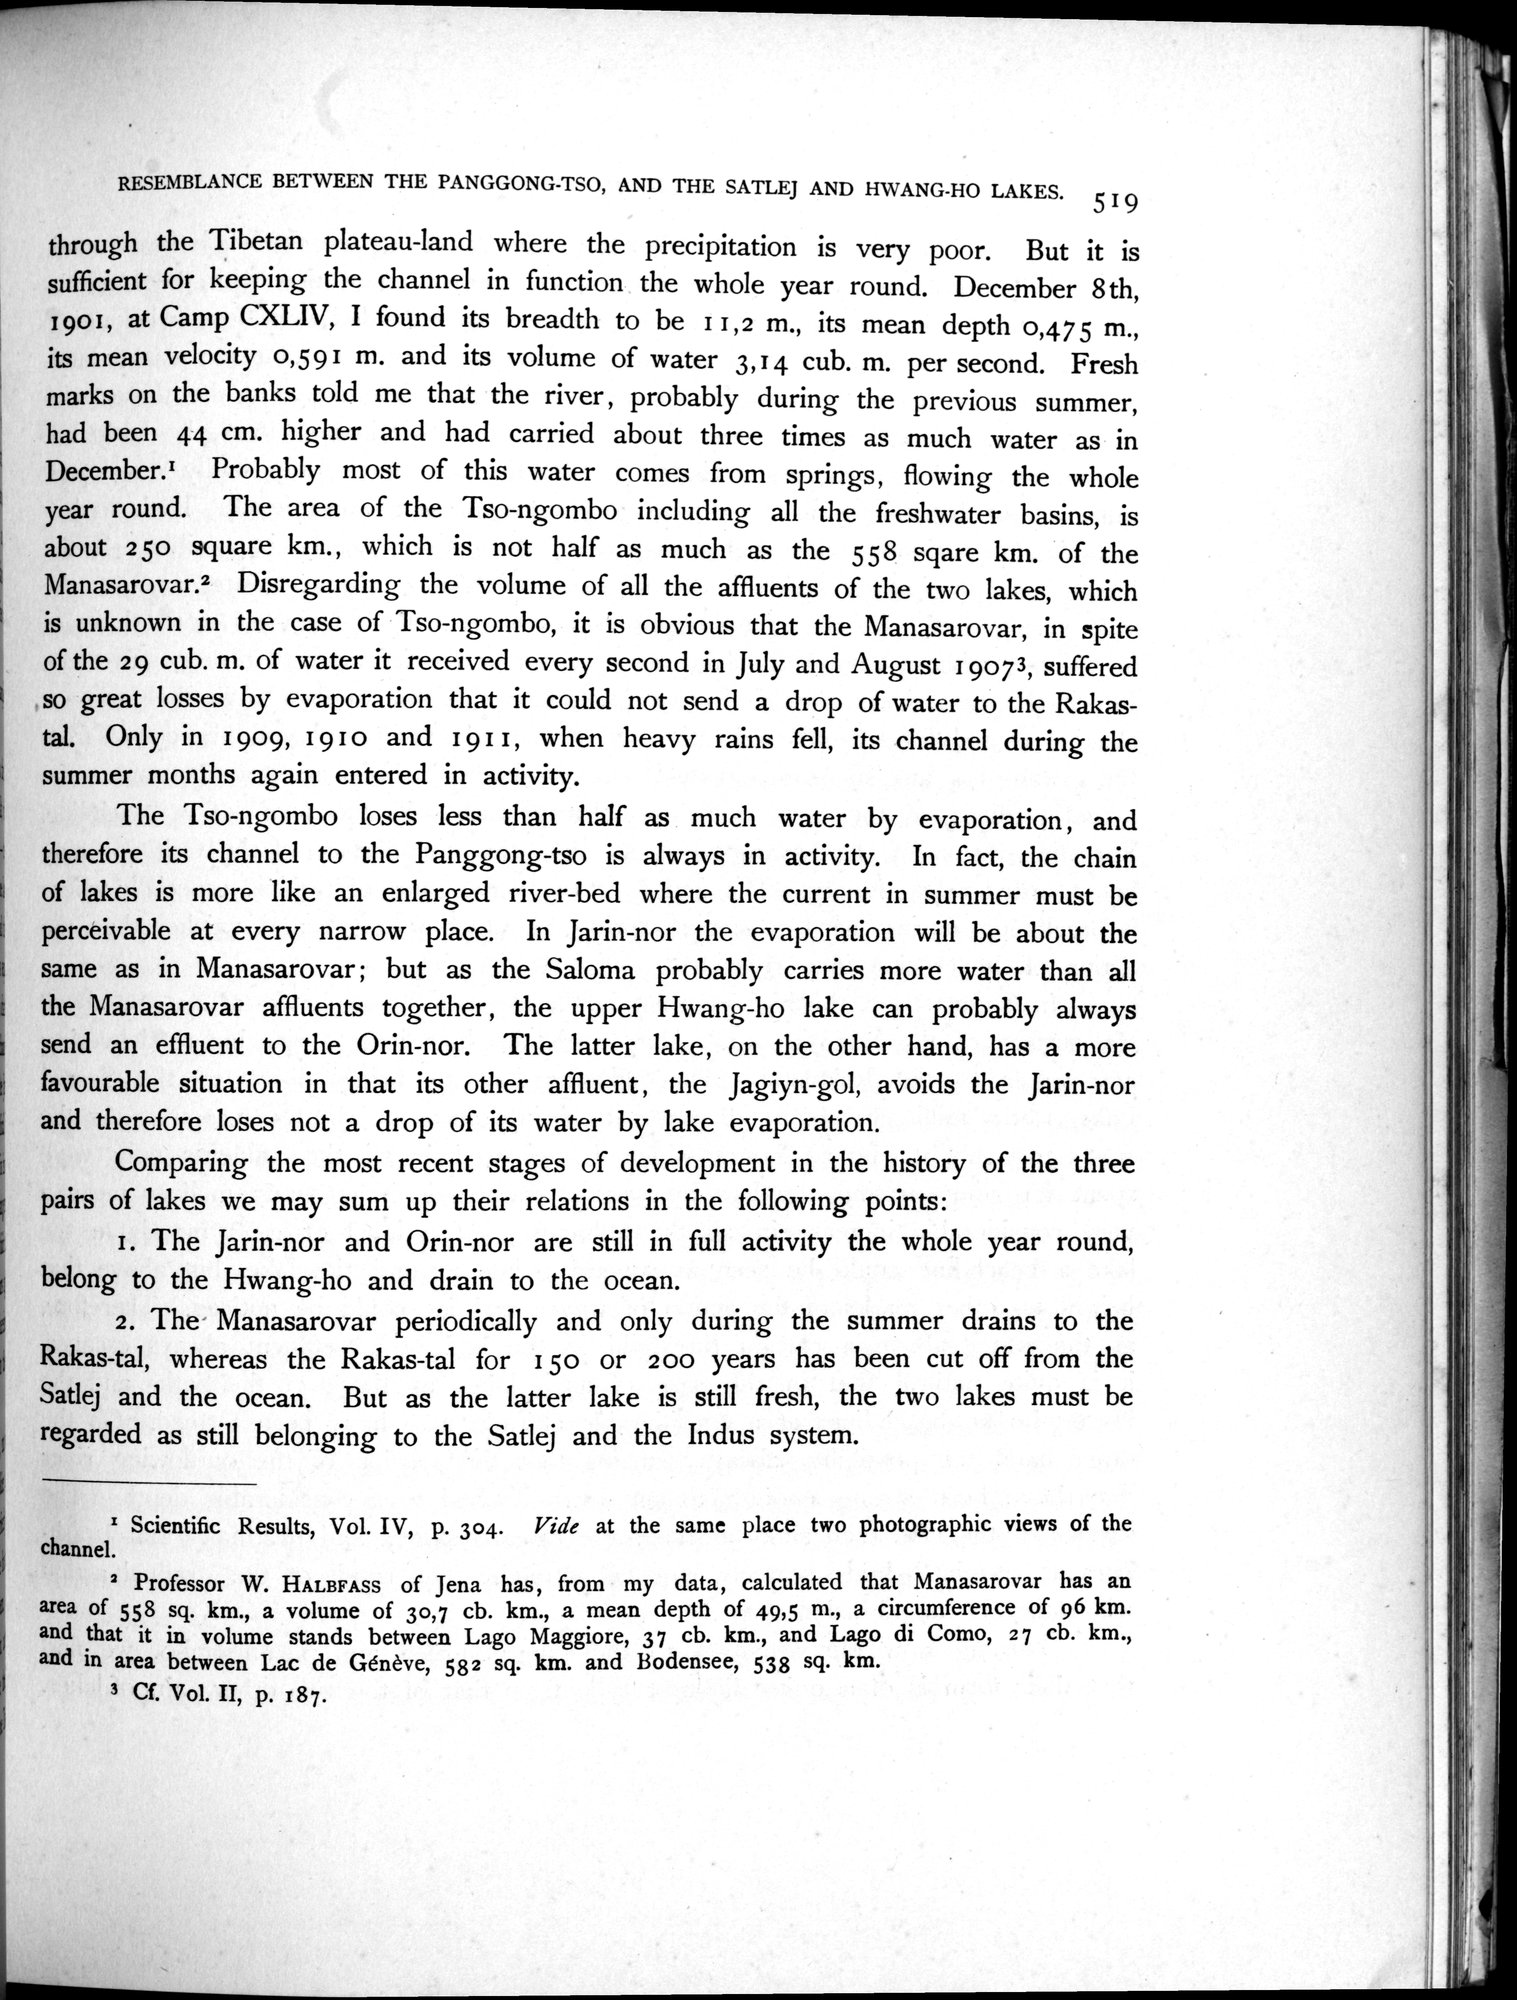 RESEMBLANCE BETWEEN THE PANGGONG-TSO, AND THE SATLEJ AND HWANG-HO LAKES. 519
through the Tibetan plateau-land where the precipitation is very poor. But it is
sufficient for keeping the channel in function the whole year round. December 8th,
1901, at Camp CXLIV, I found its breadth to be 11,2 m., its mean depth 0,475 m.,
its mean velocity 0,591 m. and its volume of water 3,14 cub. m. per second. Fresh
marks on the banks told me that the river, probably during the previous summer,
had been 44 cm. higher and had carried about three times as much water as in
December.¹ Probably most of this water comes from springs, flowing the whole
year round. The area of the Tso-ngombo including all the freshwater basins, is
about 250 square km., which is not half as much as the 558 sqare km. of the
Manasarovar.² Disregarding the volume of all the affluents of the two lakes, which
is unknown in the case of Tso-ngombo, it is obvious that the Manasarovar, in spite
of the 29 cub. m. of water it received every second in July and August 1907³, suffered
so great losses by evaporation that it could not send a drop of water to the Rakas-
tal. Only in 1909, 1910 and 1911, when heavy rains fell, its channel during the
summer months again entered in activity.
The Tso-ngombo loses less than half as much water by evaporation, and
therefore its channel to the Panggong-tso is always in activity. In fact, the chain
of lakes is more like an enlarged river-bed where the current in summer must be
perceivable at every narrow place. In Jarin-nor the evaporation will be about the
same as in Manasarovar; but as the Saloma probably carries more water than all
the Manasarovar affluents together, the upper Hwang-ho lake can probably always
send an effluent to the Orin-nor. The latter lake, on the other hand, has a more
favourable situation in that its other affluent, the Jagiyn-gol, avoids the Jarin-nor
and therefore loses not a drop of its water by lake evaporation.
Comparing the most recent stages of development in the history of the three
pairs of lakes we may sum up their relations in the following points:
1. The Jarin-nor and Orin-nor are still in full activity the whole year round,
belong to the Hwang-ho and drain to the ocean.
2. The Manasarovar periodically and only during the summer drains to the
Rakas-tal, whereas the Rakas-tal for 150 or 200 years has been cut off from the
Satlej and the ocean. But as the latter lake is still fresh, the two lakes must be
regarded as still belonging to the Satlej and the Indus system.
¹ Scientific Results, Vol. IV, p. 304. Vide at the same place two photographic views of the
channel.
² Professor W. HALBFASS of Jena has, from my data, calculated that Manasarovar has an
area of 558 sq. km., a volume of 30,7 cb. km., a mean depth of 49,5 m., a circumference of 96 km.
and that it in volume stands between Lago Maggiore, 37 cb. km., and Lago di Como, 27 cb. km.,
and in area between Lac de Génève, 582 sq. km. and Bodensee, 538 sq. km.
³ Cf. Vol. II, p. 187.